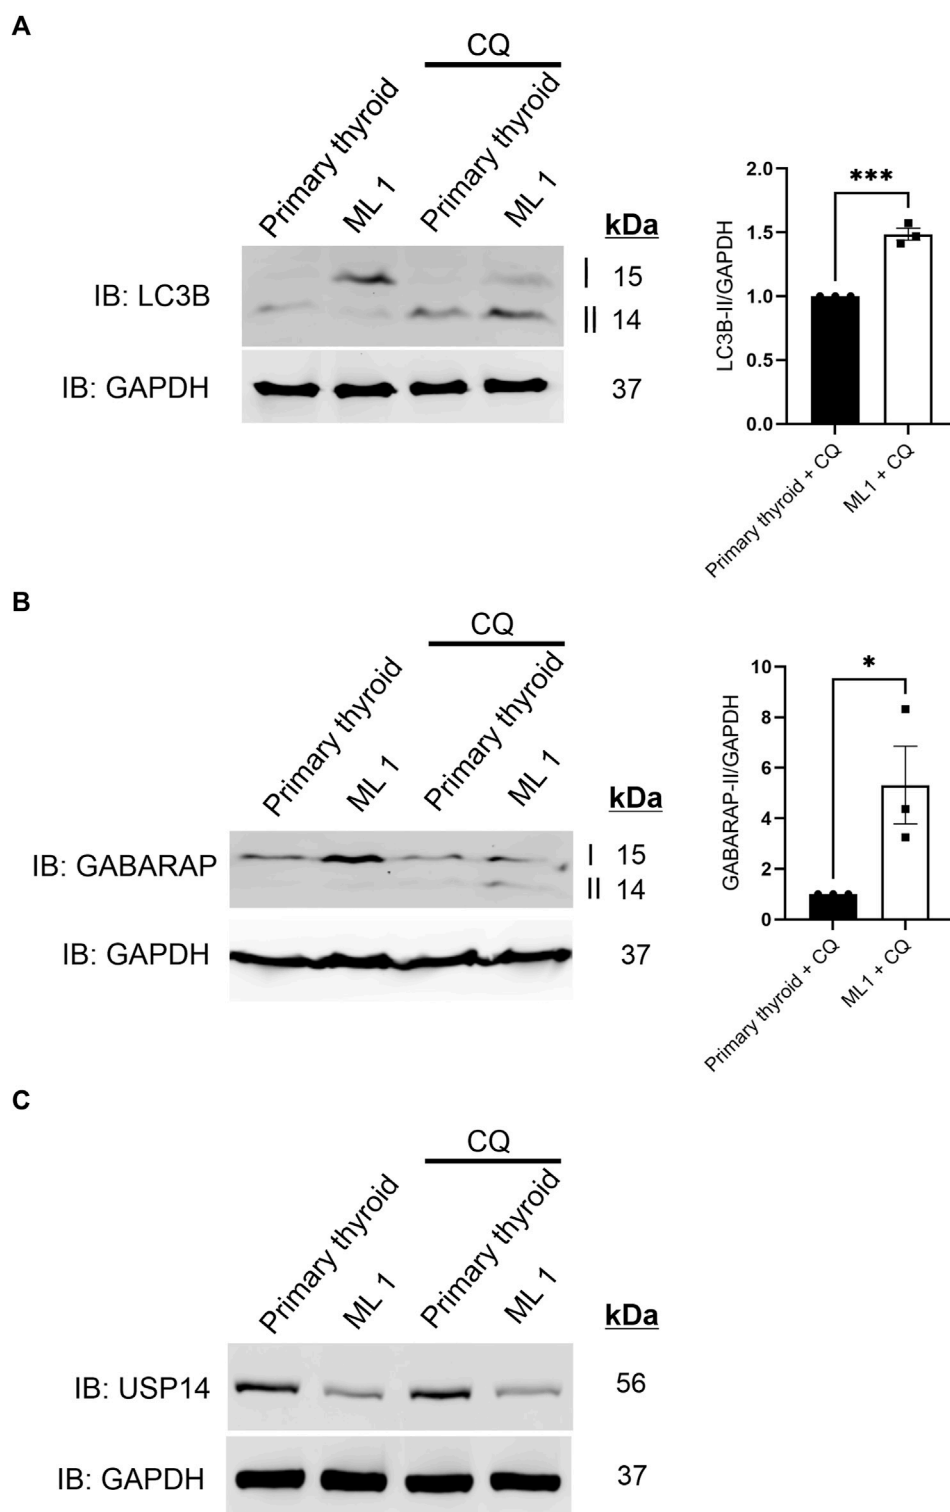 A
CQ
Primary thyroid
ML 1
Primary thyroid
ML 1
kDa
IB: LC3B
I 15
II 14
IB: GAPDH
37
***
2.0
1.5
1.0
0.5
0.0
LC3B-II/GAPDH
Primary thyroid + CQ
ML1 + CQ
B
CQ
Primary thyroid
ML 1
Primary thyroid
ML 1
kDa
IB: GABARAP
I 15
II 14
IB: GAPDH
37
*
10
8
6
4
2
0
GABARAP-II/GAPDH
Primary thyroid + CQ
ML1 + CQ
C
CQ
Primary thyroid
ML 1
Primary thyroid
ML 1
kDa
IB: USP14
56
IB: GAPDH
37